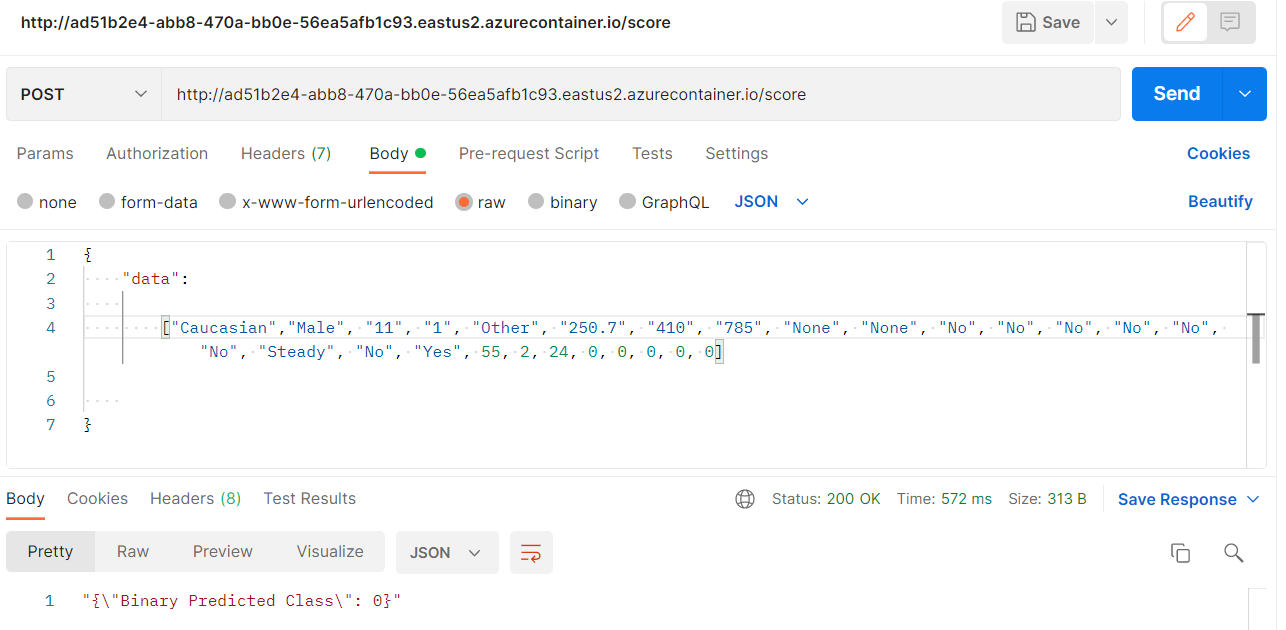 http://ad51b2e4-abb8-470a-bb0e-56ea5afb1c93.eastus2.azurecontainer.io/score
Save
POST
http://ad51b2e4-abb8-470a-bb0e-56ea5afb1c93.eastus2.azurecontainer.io/score
Send
Params Authorization Headers (7) Body Pre-request Script Tests Settings Cookies
none form-data x-www-form-urlencoded raw binary GraphQL JSON Beautify
1 {
2 "data":
3
4 ["Caucasian","Male", "11", "1", "Other", "250.7", "410", "785", "None", "None", "No", "No", "No", "No", "No",
"No", "Steady", "No", "Yes", 55, 2, 24, 0, 0, 0, 0, 0]
5
6
7 }
Body Cookies Headers (8) Test Results Status: 200 OK Time: 572 ms Size: 313 B Save Response
Pretty Raw Preview Visualize JSON
1 "{\"Binary Predicted Class\": 0}"